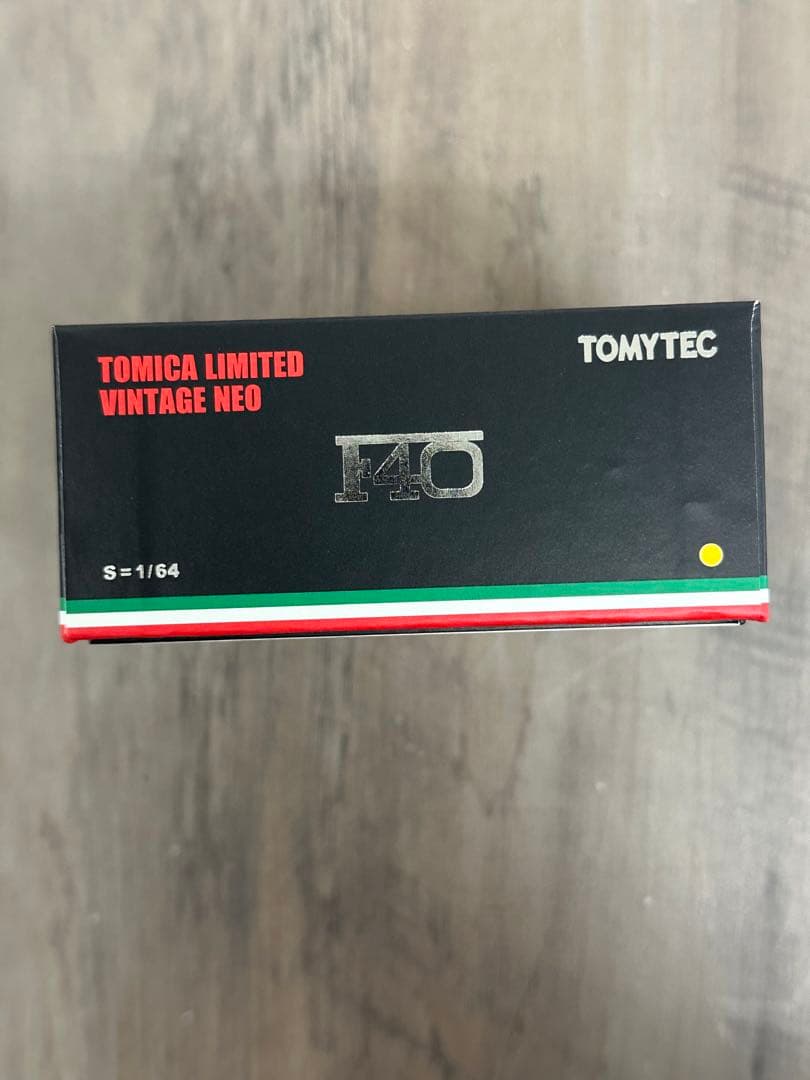 TOMICA LIMITED
VINTAGE NEO
TOMYTEC
F40
S=1/64